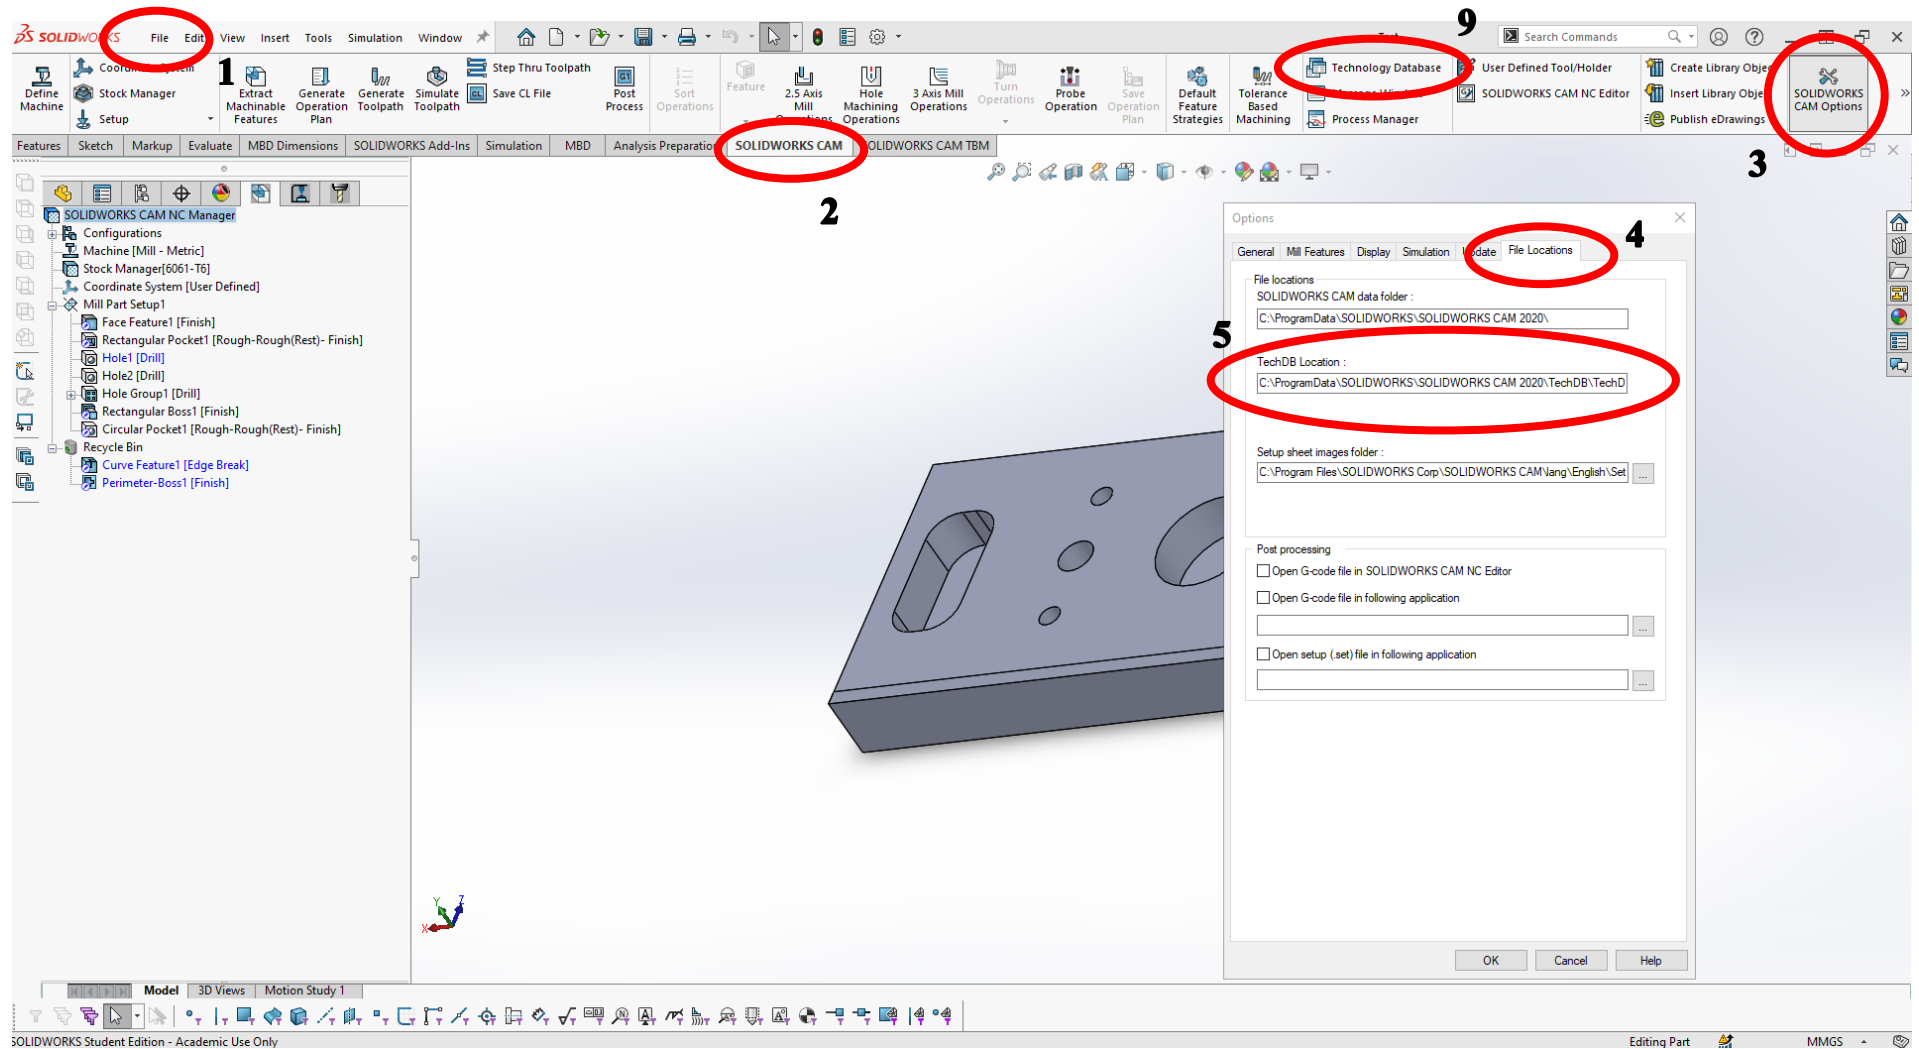 9
SOLIDWORKS File Edit View Insert Tools Simulation Window
Search Commands
1
Define Machine
Coordinate System
Stock Manager
Setup
Extract Machinable Features
Generate Operation Plan
Generate Toolpath
Simulate Toolpath
Step Thru Toolpath
Save CL File
Post Process
Sort Operations
Feature
2.5 Axis Mill Operations
Hole Machining Operations
3 Axis Mill Operations
Turn Operations
Probe Operation
Save Operation Plan
Default Feature Strategies
Tolerance Based Machining
Technology Database
Process Manager
User Defined Tool/Holder
SOLIDWORKS CAM NC Editor
Create Library Objec
Insert Library Obje
Publish eDrawings
SOLIDWORKS CAM Options
Features Sketch Markup Evaluate MBD Dimensions SOLIDWORKS Add-Ins Simulation MBD Analysis Preparation SOLIDWORKS CAM OLIDWORKS CAM TBM
3
2
SOLIDWORKS CAM NC Manager
Configurations
Machine [Mill - Metric]
Stock Manager[6061-T6]
Coordinate System [User Defined]
Mill Part Setup1
Face Feature1 [Finish]
Rectangular Pocket1 [Rough-Rough(Rest)- Finish]
Hole1 [Drill]
Hole2 [Drill]
Hole Group1 [Drill]
Rectangular Boss1 [Finish]
Circular Pocket1 [Rough-Rough(Rest)- Finish]
Recycle Bin
Curve Feature1 [Edge Break]
Perimeter-Boss1 [Finish]
Options
4
General Mill Features Display Simulation Update File Locations
File locations
SOLIDWORKS CAM data folder :
C:\ProgramData\SOLIDWORKS\SOLIDWORKS CAM 2020\
5
TechDB Location :
C:\ProgramData\SOLIDWORKS\SOLIDWORKS CAM 2020\TechDB\TechD
Setup sheet images folder :
C:\Program Files\SOLIDWORKS Corp\SOLIDWORKS CAM\lang\English\Set
...
Post processing
Open G-code file in SOLIDWORKS CAM NC Editor
Open G-code file in following application
...
Open setup (.set) file in following application
...
OK Cancel Help
Y Z
X
Model 3D Views Motion Study 1
SOLIDWORKS Student Edition - Academic Use Only
Editing Part MMGS